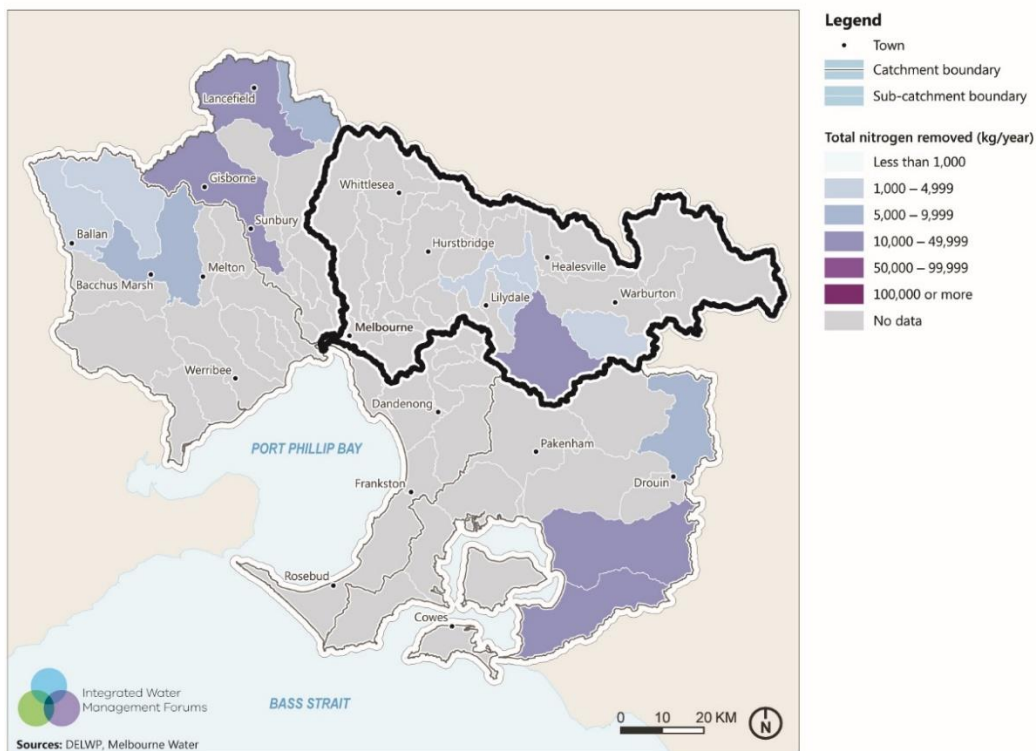 Lancefield
Gisborne
Whittlesea
Sunbury
Ballan
Hurstbridge
Healesville
Bacchus Marsh
Melton
Lilydale
Warburton
Melbourne
Werribee
Dandenong
PORT PHILLIP BAY
Pakenham
Drouin
Frankston
Rosebud
Cowes
BASS STRAIT
Integrated Water
Management Forums
0 10 20 KM
N
Sources: DELWP, Melbourne Water
Legend
Town
Catchment boundary
Sub-catchment boundary
Total nitrogen removed (kg/year)
Less than 1,000
1,000 – 4,999
5,000 – 9,999
10,000 – 49,999
50,000 – 99,999
100,000 or more
No data